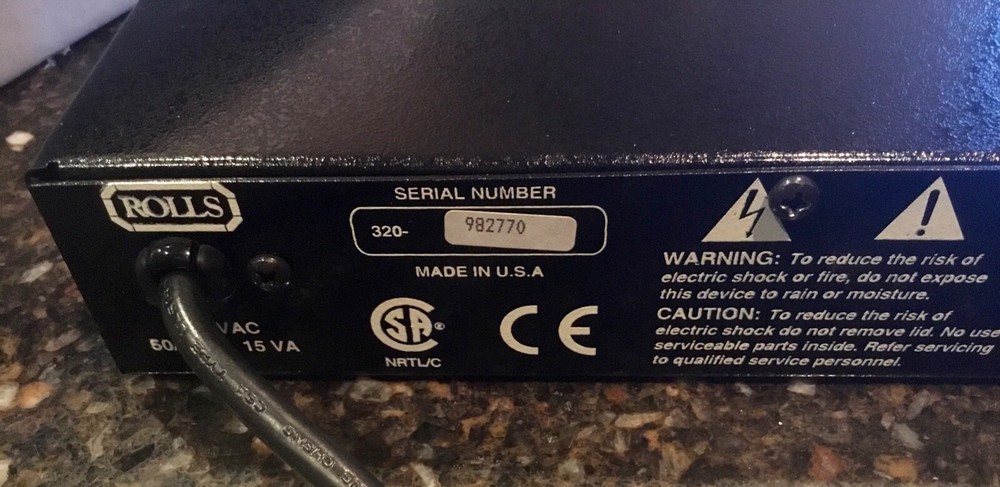 ROLLS
SERIAL NUMBER
320- 982770
MADE IN U.S.A
VAC
15 VA
CSA®
NRTL/C
CE
WARNING: To reduce the risk of
electric shock or fire, do not expose
this device to rain or moisture.
CAUTION: To reduce the risk of
electric shock do not remove lid. No use
serviceable parts inside. Refer servicing
to qualified service personnel.